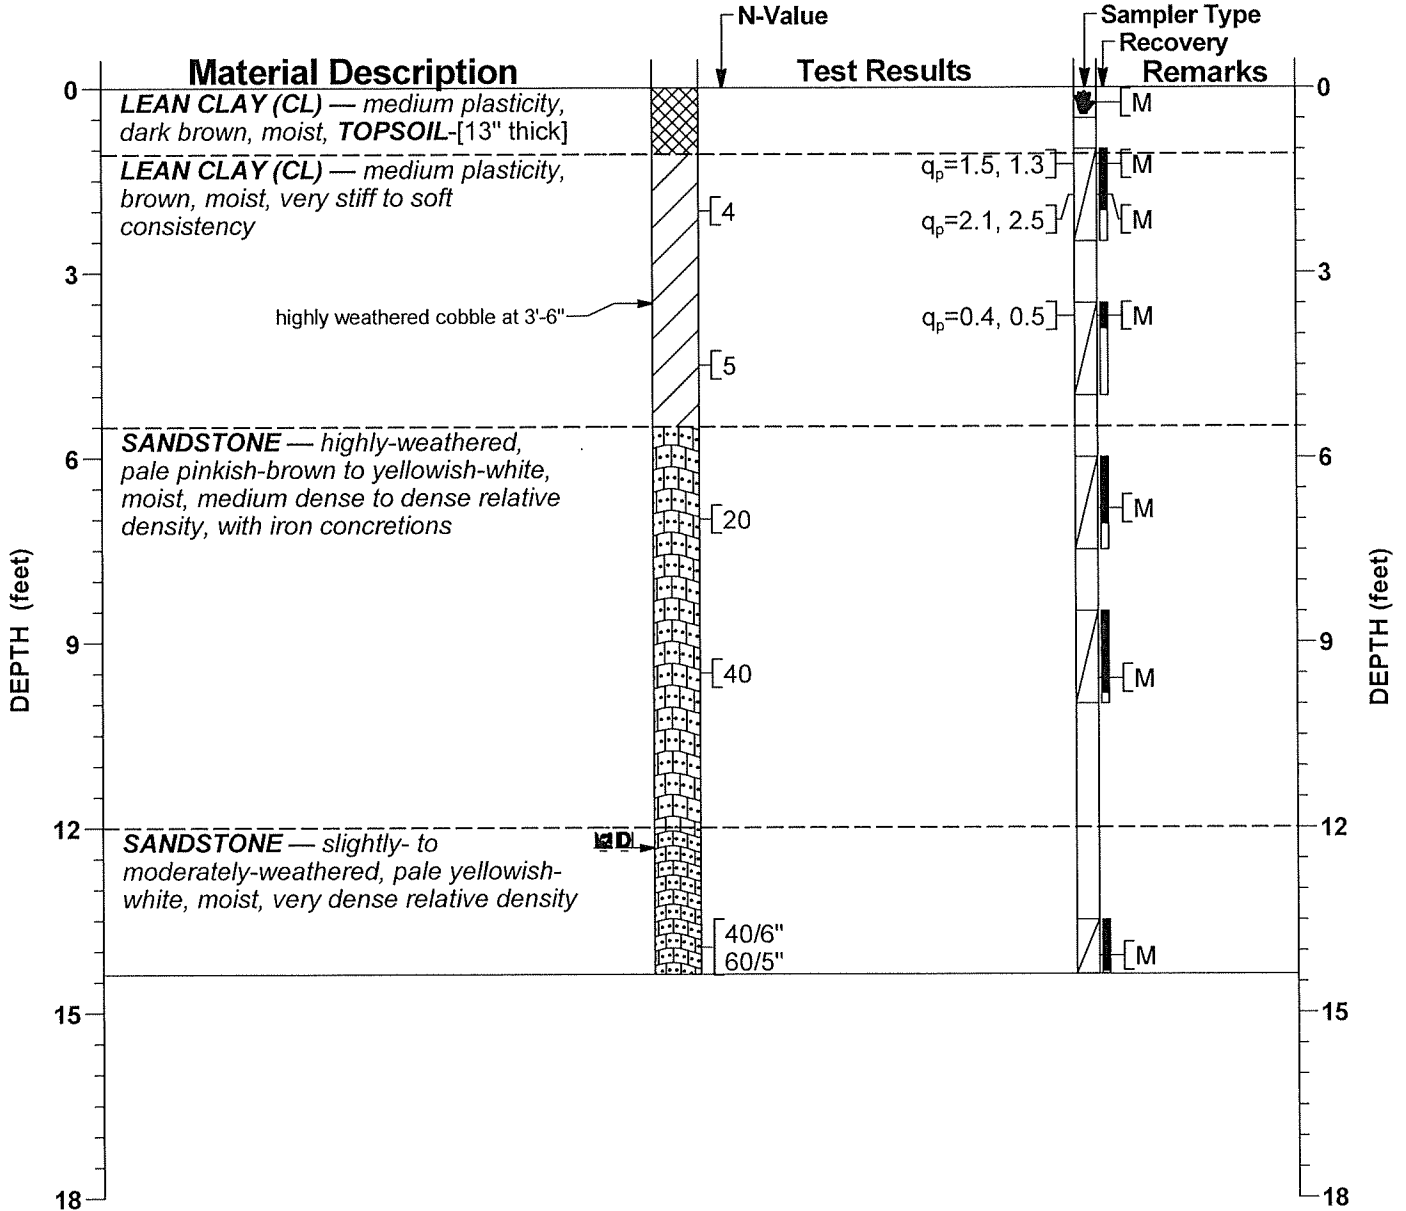 N-Value
Sampler Type
Recovery
Material Description
Test Results
Remarks
0
0
LEAN CLAY (CL) — medium plasticity,
dark brown, moist, TOPSOIL-[13" thick]
[M
LEAN CLAY (CL) — medium plasticity,
brown, moist, very stiff to soft
consistency
[4
qp=1.5, 1.3]
[M
qp=2.1, 2.5]
[M
3
3
highly weathered cobble at 3'-6"
qp=0.4, 0.5]
[M
[5
SANDSTONE — highly-weathered,
pale pinkish-brown to yellowish-white,
moist, medium dense to dense relative
density, with iron concretions
6
6
[20
[M
DEPTH (feet)
DEPTH (feet)
9
9
[40
[M
12
12
SANDSTONE — slightly- to
moderately-weathered, pale yellowish-
white, moist, very dense relative density
40/6"
60/5"
[M
15
15
18
18